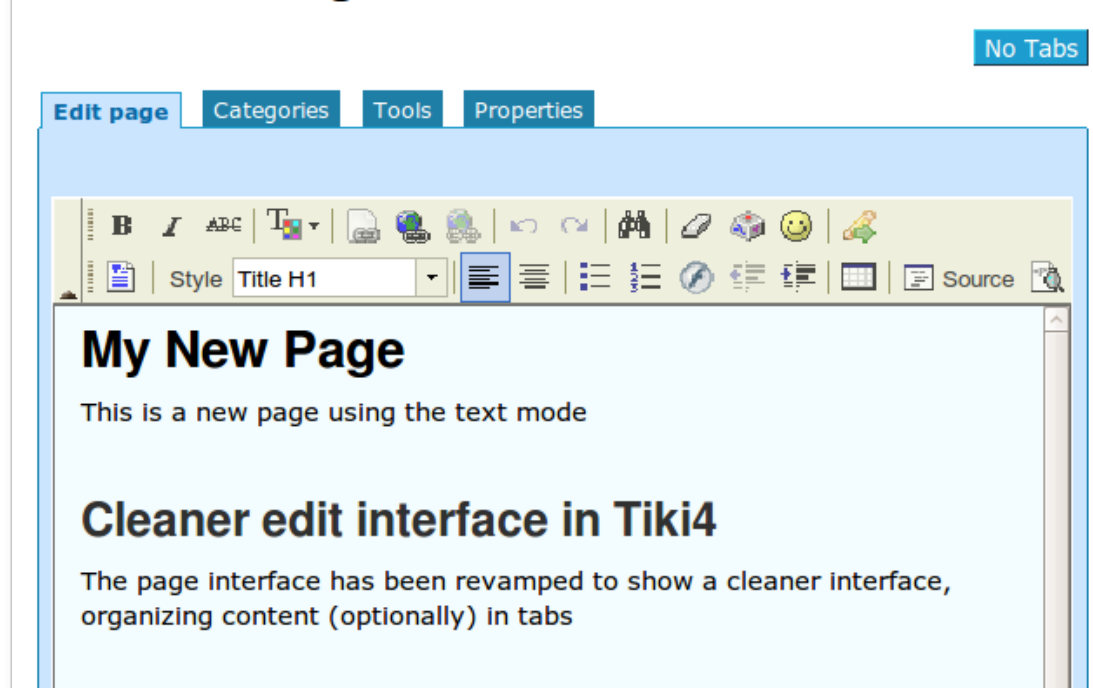 No Tabs
Edit page Categories Tools Properties
B I ABC T
Style Title H1 Source
My New Page
This is a new page using the text mode
Cleaner edit interface in Tiki4
The page interface has been revamped to show a cleaner interface,
organizing content (optionally) in tabs